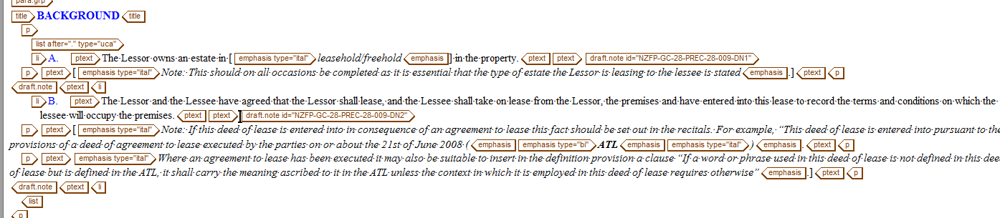 para.grp
title BACKGROUND title
p
list after="." type="uca"
li A. ptext The Lessor owns an estate in [ emphasis type="ital" leasehold/freehold emphasis ] in the property. ptext ptext draft.note id="NZFP-GC-28-PREC-28-009-DN1"
p ptext [ emphasis type="ital" Note: This should on all occasions be completed as it is essential that the type of estate the Lessor is leasing to the lessee is stated emphasis .] ptext p
draft.note ptext li
li B. ptext The Lessor and the Lessee have agreed that the Lessor shall lease, and the Lessee shall take on lease from the Lessor, the premises and have entered into this lease to record the terms and conditions on which the
lessee will occupy the premises. ptext ptext draft.note id="NZFP-GC-28-PREC-28-009-DN2"
p ptext [ emphasis type="ital" Note: If this deed of lease is entered into in consequence of an agreement to lease this fact should be set out in the recitals. For example, “This deed of lease is entered into pursuant to the
provisions of a deed of agreement to lease executed by the parties on or about the 21st of June 2008 ( emphasis emphasis type="bi" ATL emphasis emphasis type="ital" ) emphasis . ptext p
p ptext emphasis type="ital" Where an agreement to lease has been executed it may also be suitable to insert in the definition provision a clause “If a word or phrase used in this deed of lease is not defined in this
of lease but is defined in the ATL, it shall carry the meaning ascribed to it in the ATL unless the context in which it is employed in this deed of lease requires otherwise” emphasis .] ptext p
draft.note ptext li
list
p